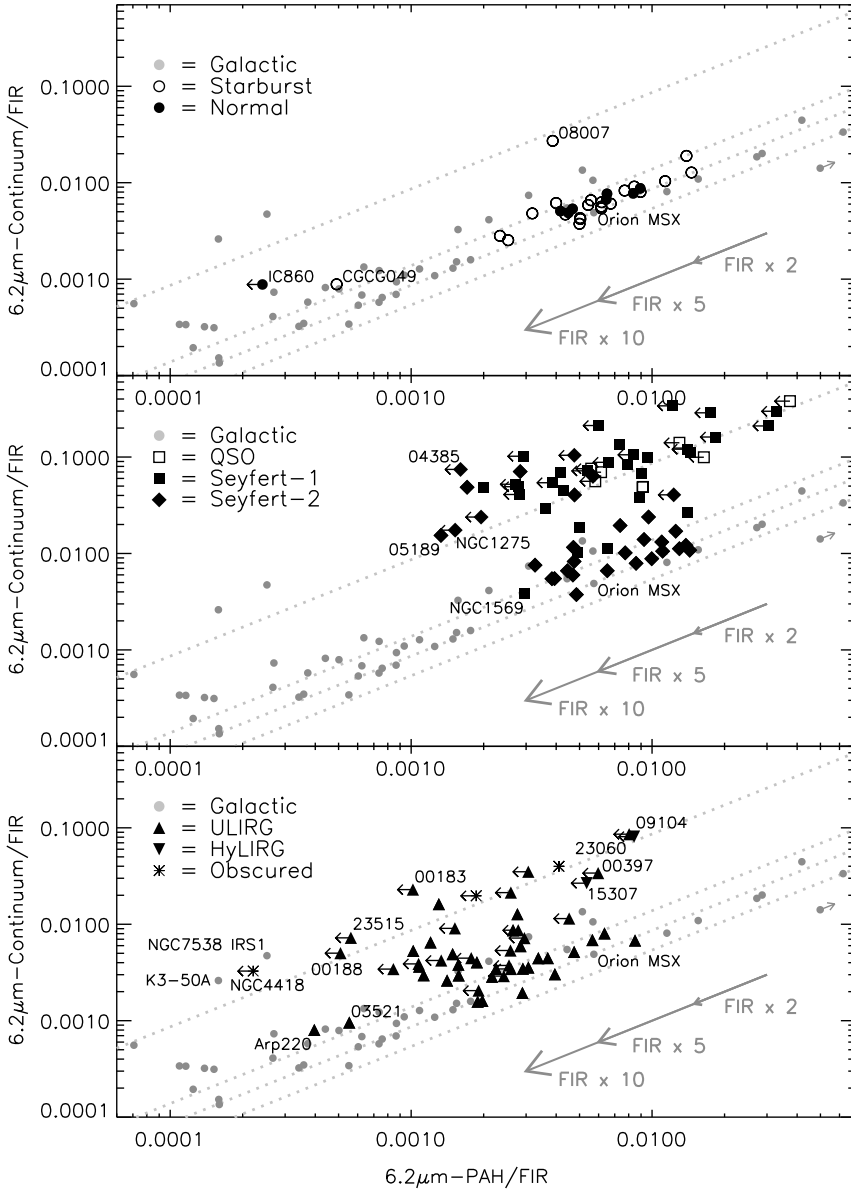 = Galactic
= Starburst
= Normal
08007
Orion MSX
IC860
CGCG049
FIR x 2
FIR x 5
FIR x 10
0.1000
0.0100
0.0010
0.0001
6.2μm-Continuum/FIR
0.0001
0.0010
0.0100
= Galactic
= QSO
= Seyfert-1
= Seyfert-2
04385
05189
NGC1275
NGC1569
Orion MSX
FIR x 2
FIR x 5
FIR x 10
0.1000
0.0100
0.0010
0.0001
6.2μm-Continuum/FIR
0.0001
0.0010
0.0100
= Galactic
= ULIRG
= HyLIRG
= Obscured
09104
23060
00397
15307
00183
23515
NGC7538 IRS1
00188
K3-50A
NGC4418
03521
Arp220
Orion MSX
FIR x 2
FIR x 5
FIR x 10
0.1000
0.0100
0.0010
0.0001
6.2μm-Continuum/FIR
0.0001
0.0010
0.0100
6.2μm-PAH/FIR